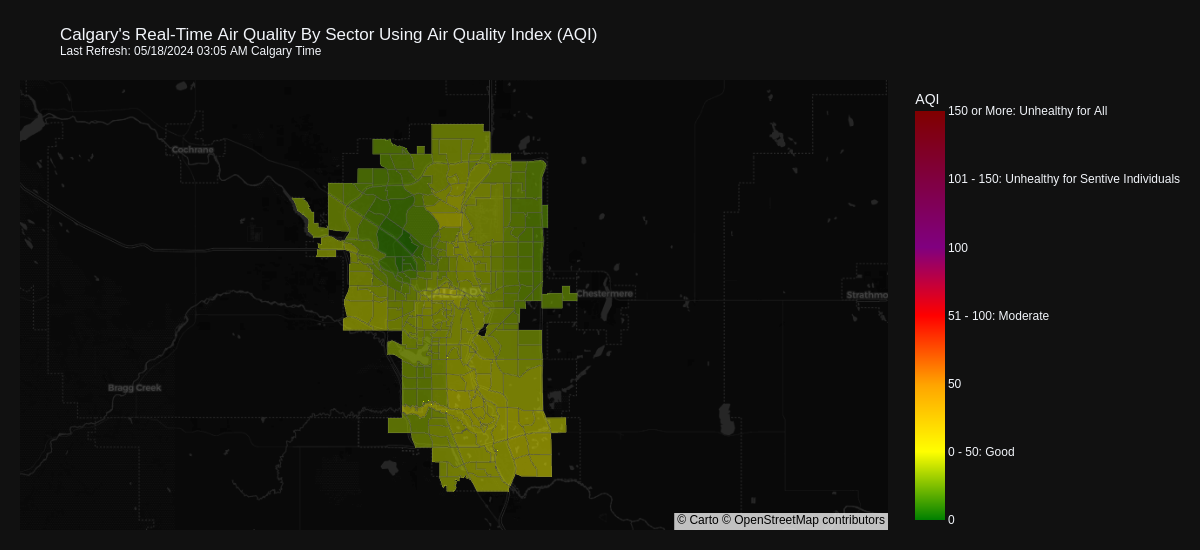 Calgary's Real-Time Air Quality By Sector Using Air Quality Index (AQI)
Last Refresh: 05/18/2024 03:05 AM Calgary Time
AQI
150 or More: Unhealthy for All
Cochrane
101 - 150: Unhealthy for Sentive Individuals
100
CALGARY
Chestermere
Strathmo
51 - 100: Moderate
Bragg Creek
50
0 - 50: Good
0
© Carto © OpenStreetMap contributors